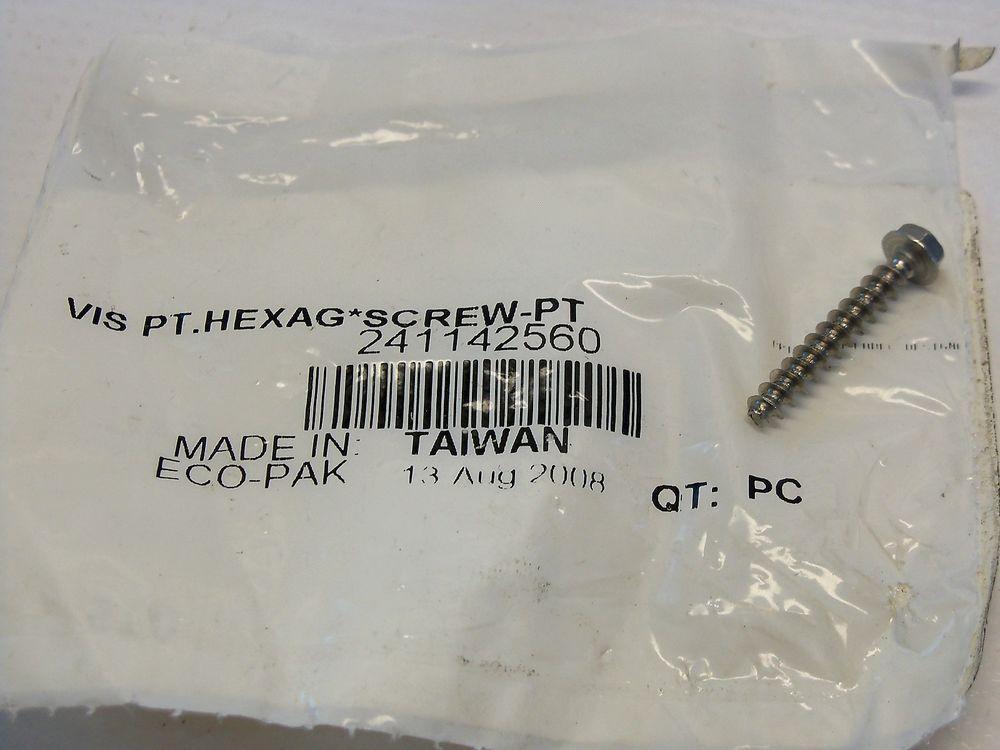 VIS PT.HEXAG*SCREW-PT
241142560
MADE IN: TAIWAN
ECO-PAK 13 Aug 2008
QT: PC